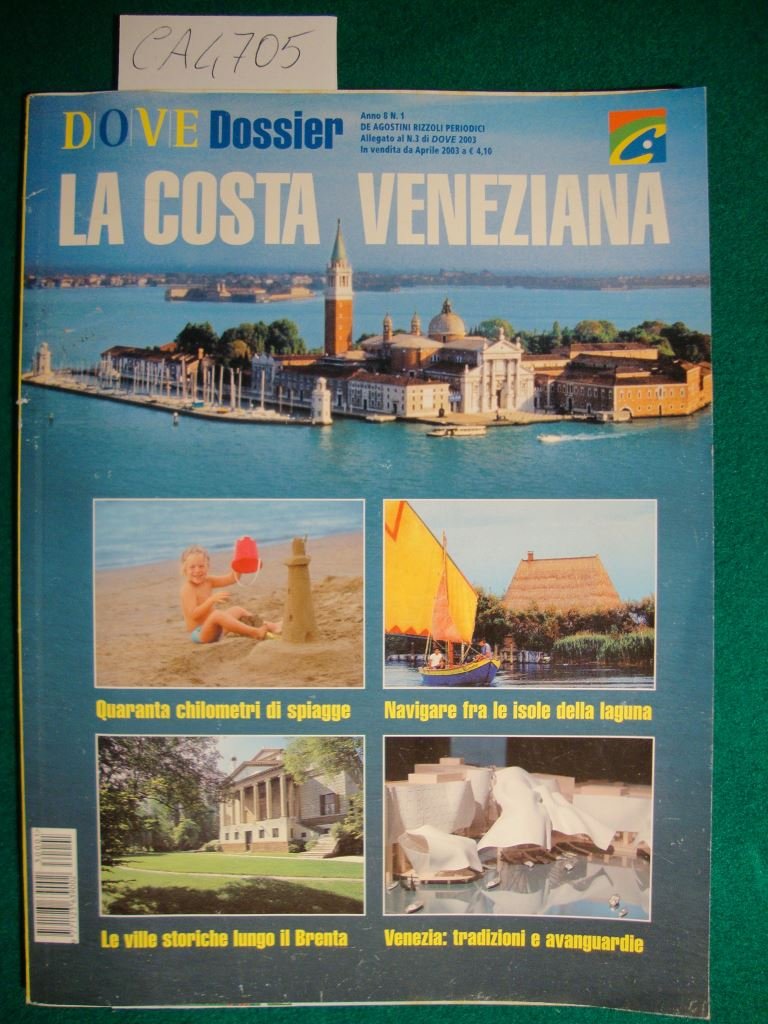 CA4705
DOVE Dossier
Anno 8 N. 1
DE AGOSTINI RIZZOLI PERIODICI
Allegato al N.3 di DOVE 2003
In vendita da Aprile 2003 a € 4,10
LA COSTA VENEZIANA
Quaranta chilometri di spiagge
Navigare fra le isole della laguna
Le ville storiche lungo il Brenta
Venezia: tradizioni e avanguardie